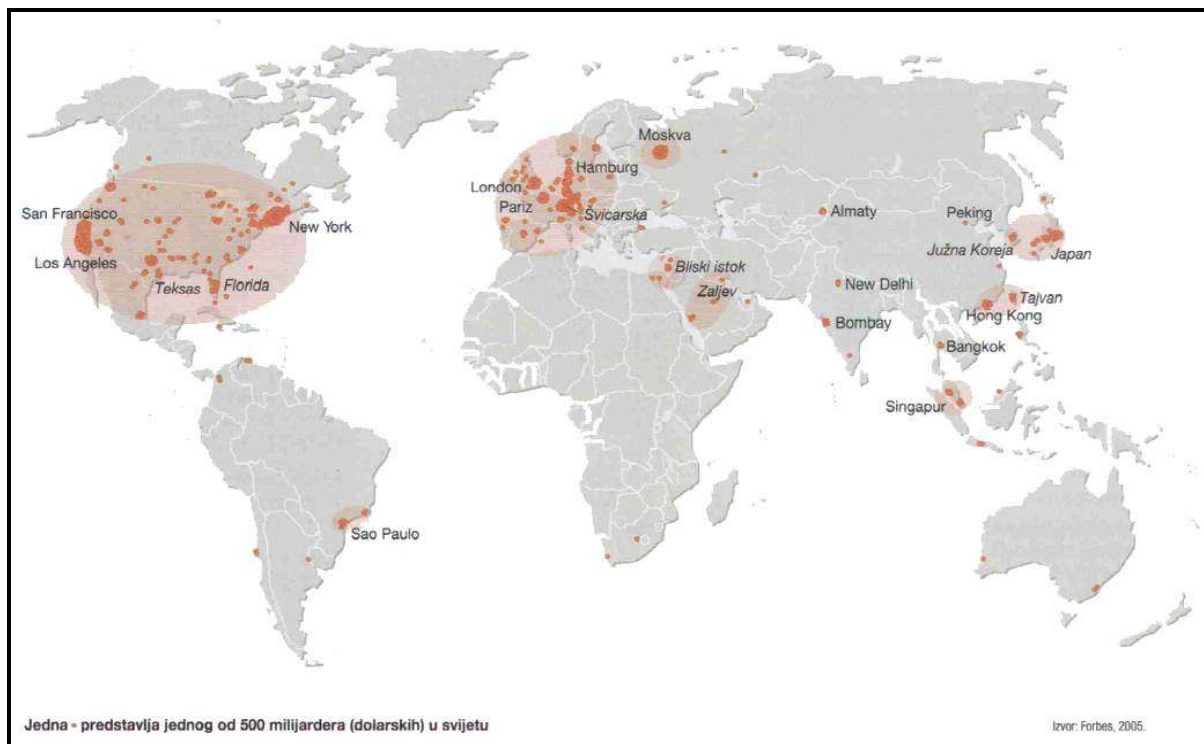 Moskva
Hamburg
London
Pariz
Švicarska
San Francisco
New York
Los Angeles
Teksas
Florida
Almaty
Peking
Južna Koreja
Japan
Bliski istok
Zaljev
New Delhi
Tajvan
Hong Kong
Bombay
Bangkok
Singapur
Sao Paulo
Jedna • predstavlja jednog od 500 milijardera (dolarskih) u svijetu
Izvor: Forbes, 2005.